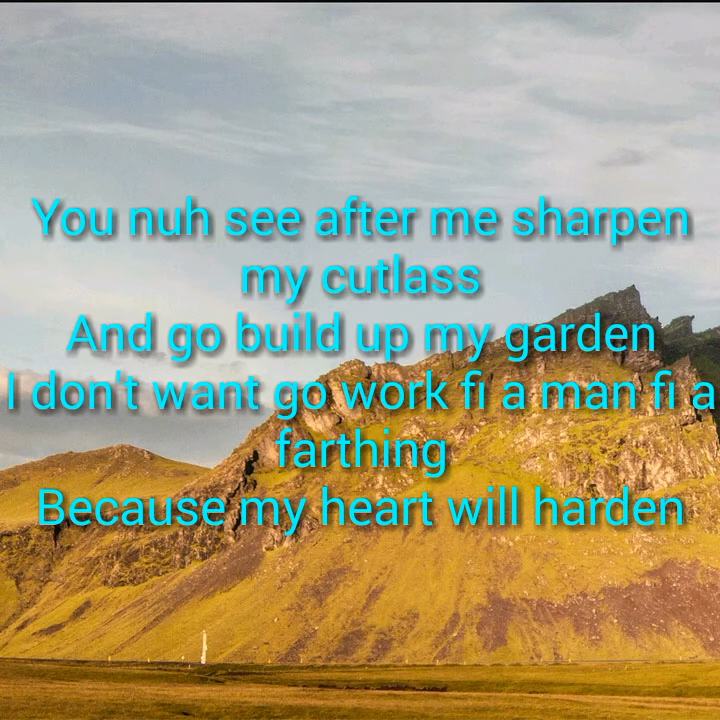 You nuh see after me sharpen
my cutlass
And go build up my garden
I don't want go work fi a man fi a
farthing
Because my heart will harden